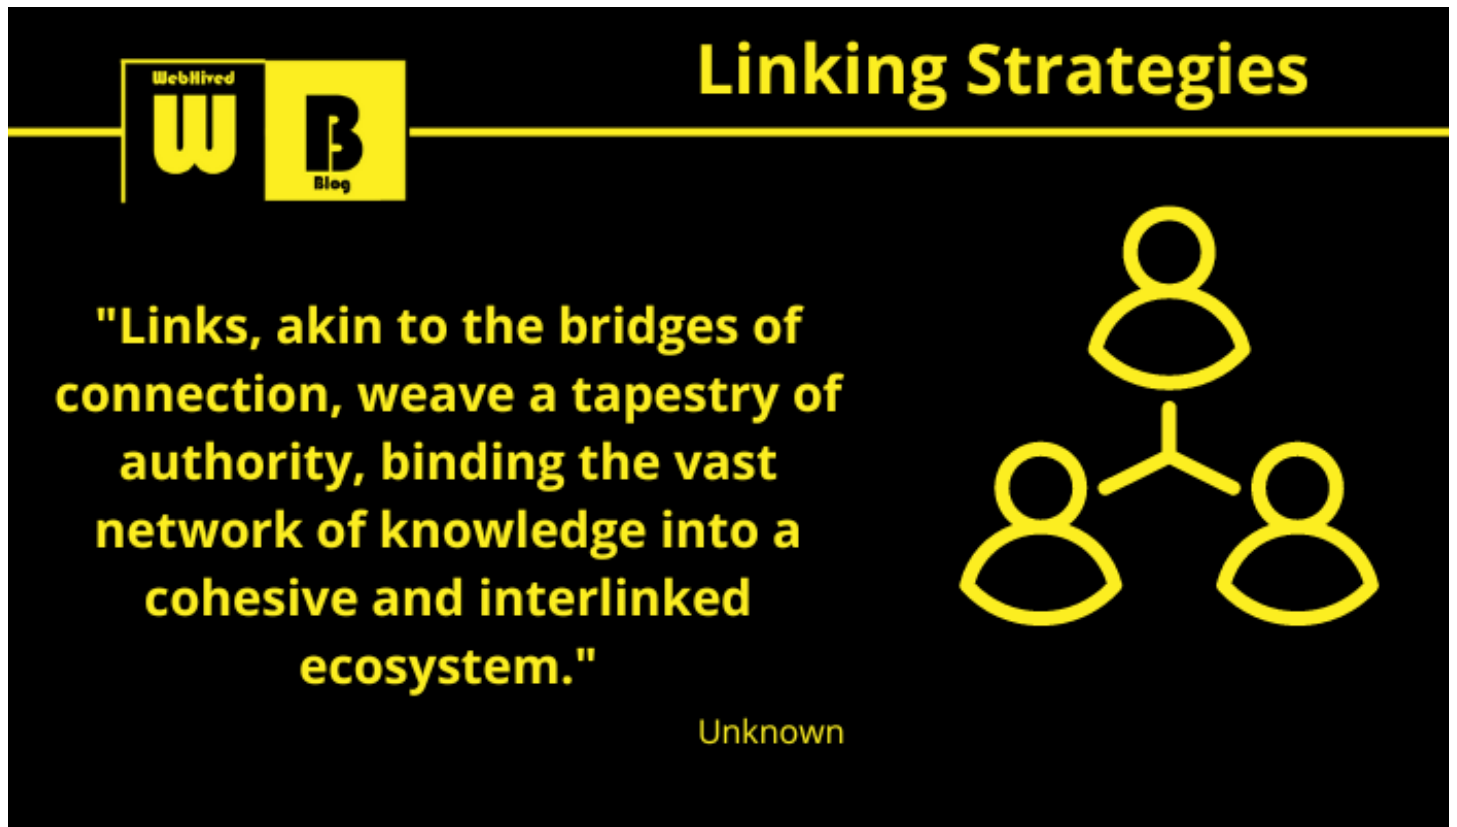 Linking Strategies
WebHived
W
B
Blog
"Links, akin to the bridges of
connection, weave a tapestry of
authority, binding the vast
network of knowledge into a
cohesive and interlinked
ecosystem."
Unknown